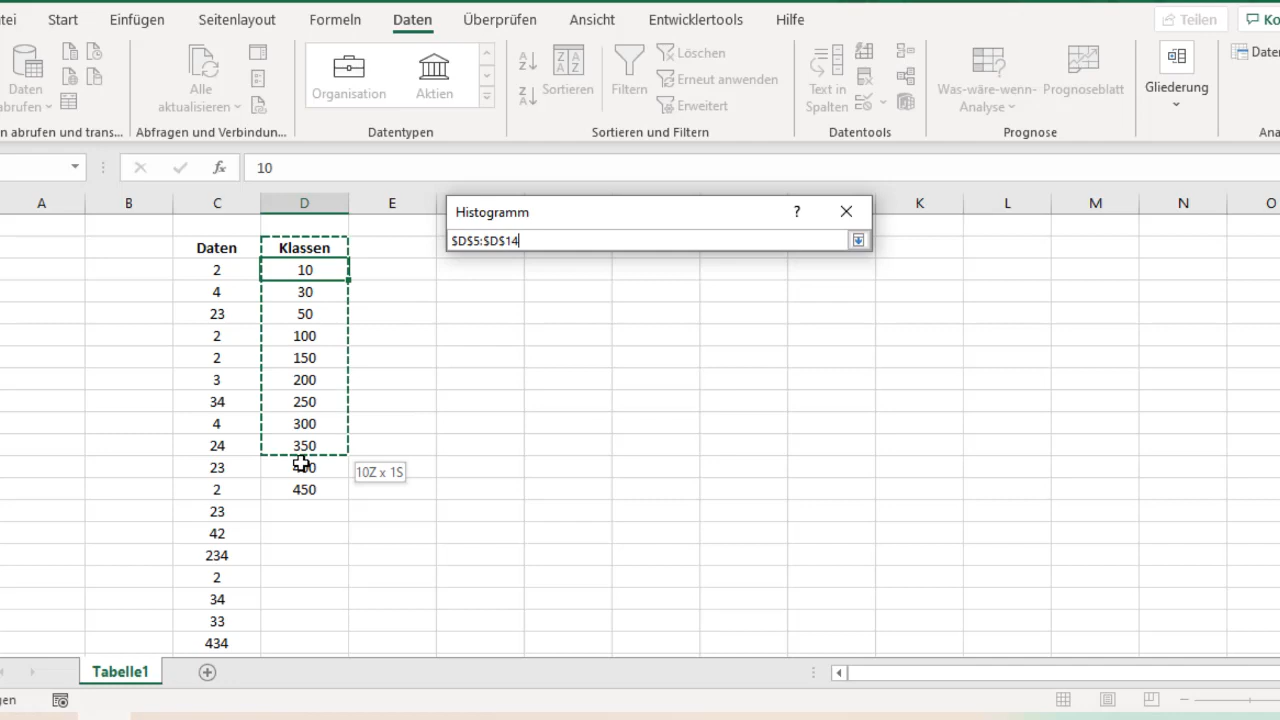 tei Start Einfügen Seitenlayout Formeln Daten Überprüfen Ansicht Entwicklertools Hilfe Teilen Ko
Daten abrufen
Alle aktualisieren
Organisation Aktien
Sortieren
Filtern
Löschen
Erneut anwenden
Erweitert
Text in Spalten
Was-wäre-wenn-Analyse
Prognoseblatt
Gliederung
Daten
n abrufen und trans... Abfragen und Verbindun... Datentypen Sortieren und Filtern Datentools Prognose Ana
fx 10
A B C D E K L M N O
Histogramm ?
$D$5:$D$14
Daten Klassen
2 10
4 30
23 50
2 100
2 150
3 200
34 250
4 300
24 350
23
10Z x 1S
2 450
23
42
234
2
34
33
434
Tabelle1
gen